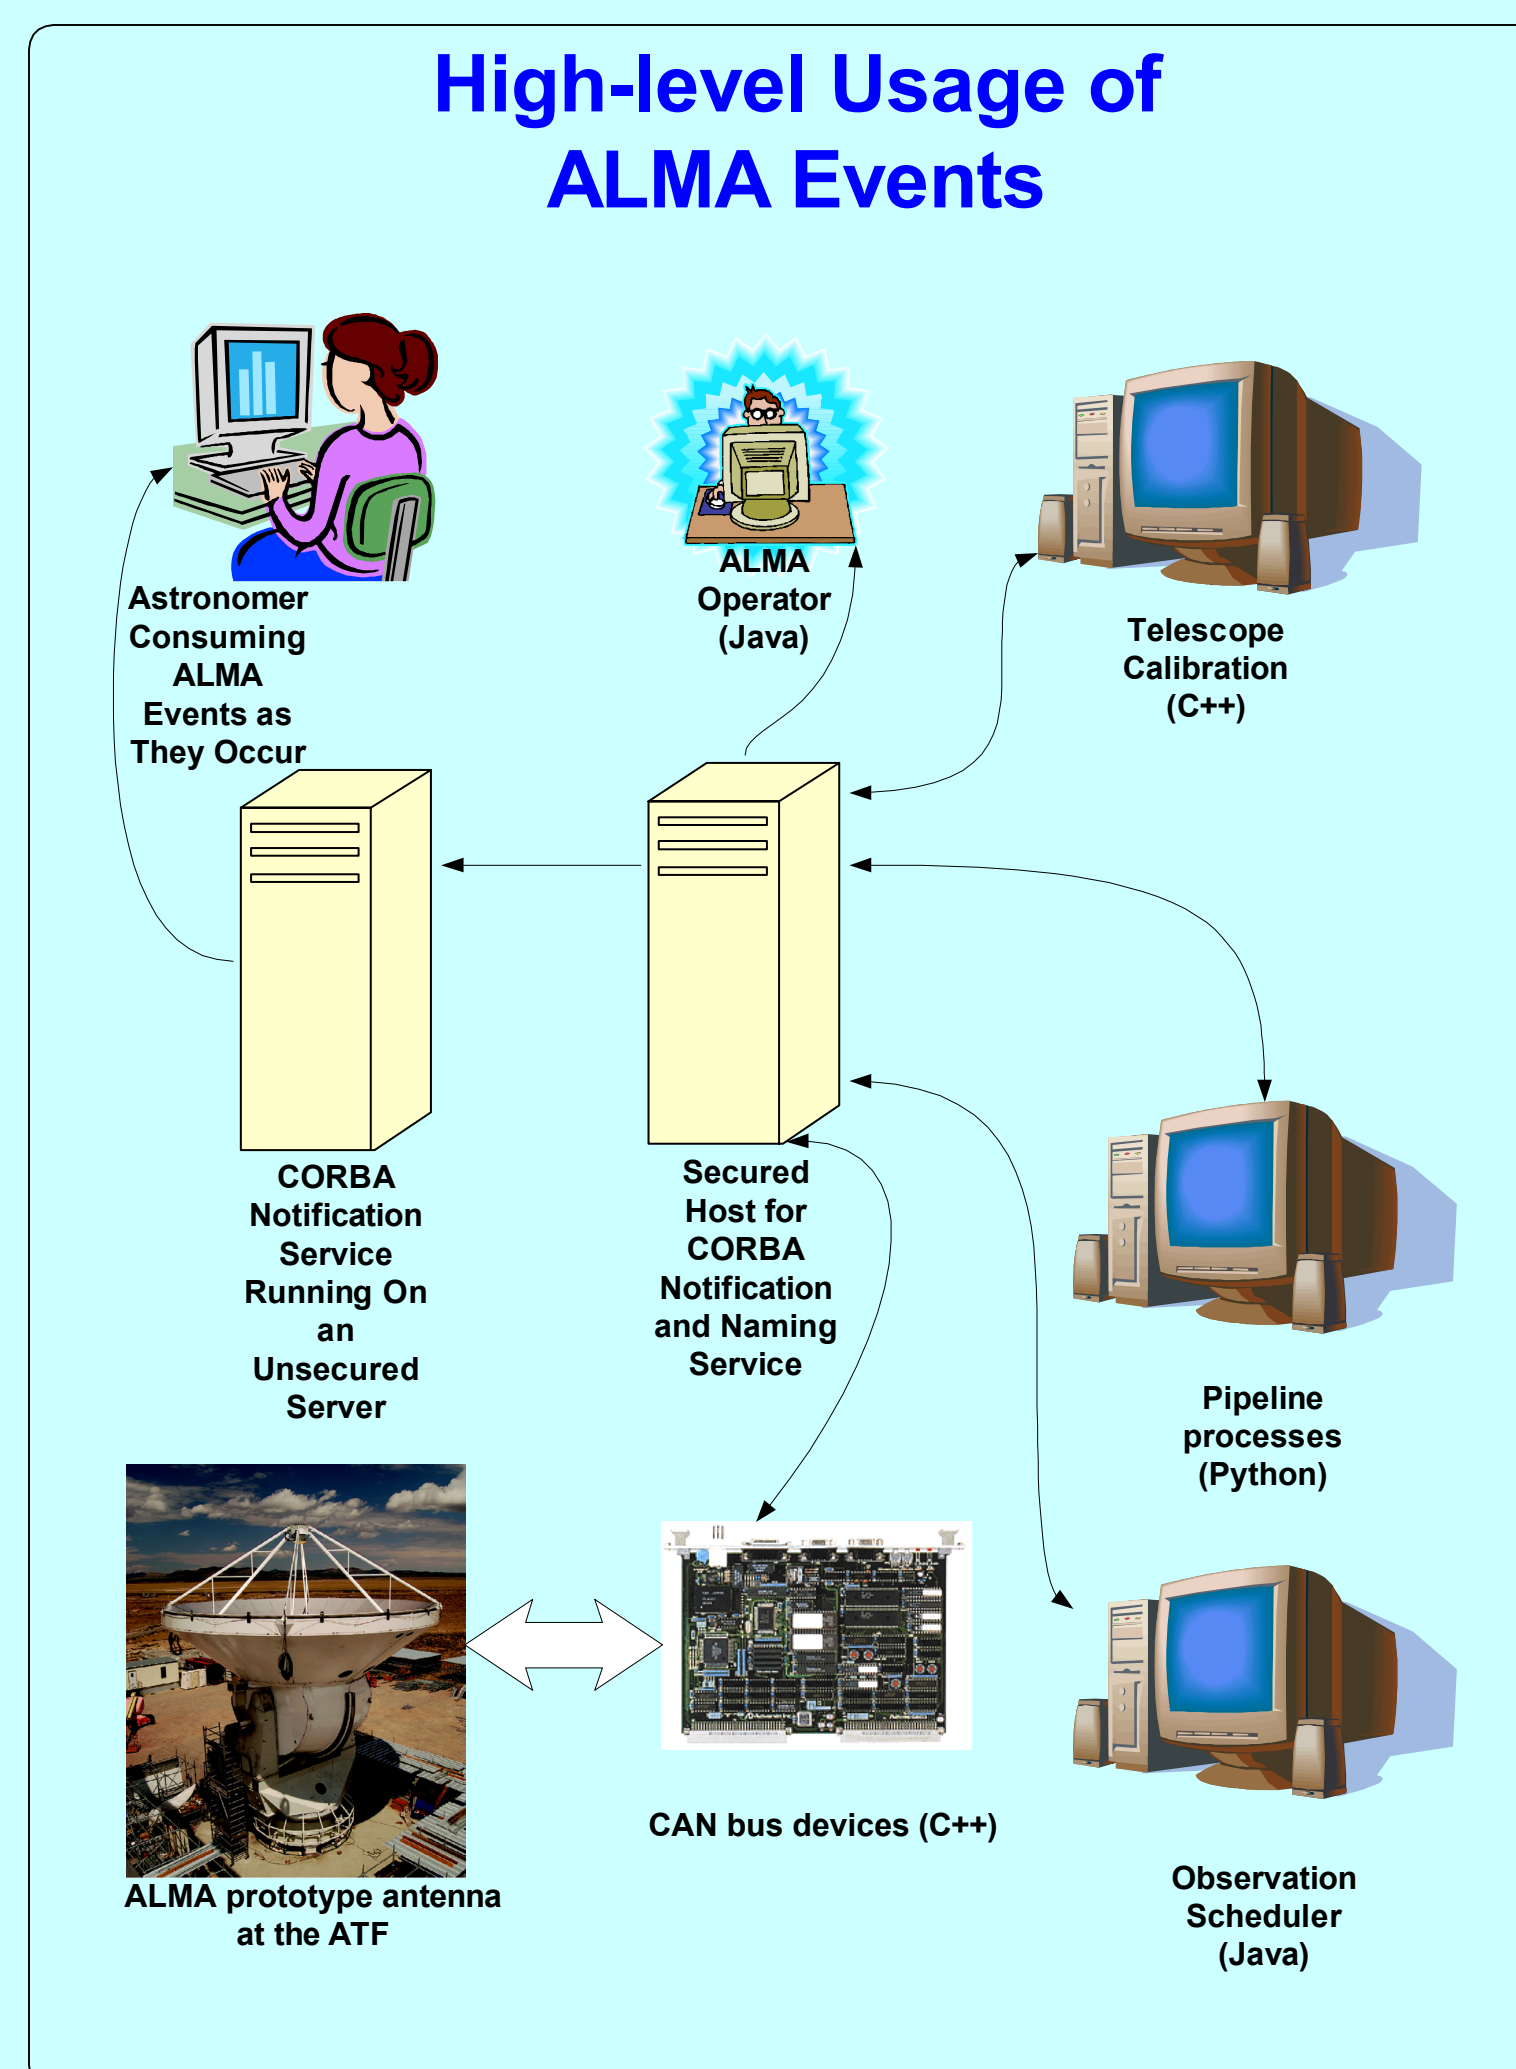 High-level Usage of
ALMA Events
Astronomer
Consuming
ALMA
Events as
They Occur
ALMA
Operator
(Java)
Telescope
Calibration
(C++)
CORBA
Notification
Service
Running On
an
Unsecured
Server
Secured
Host for
CORBA
Notification
and Naming
Service
Pipeline
processes
(Python)
ALMA prototype antenna
at the ATF
CAN bus devices (C++)
Observation
Scheduler
(Java)